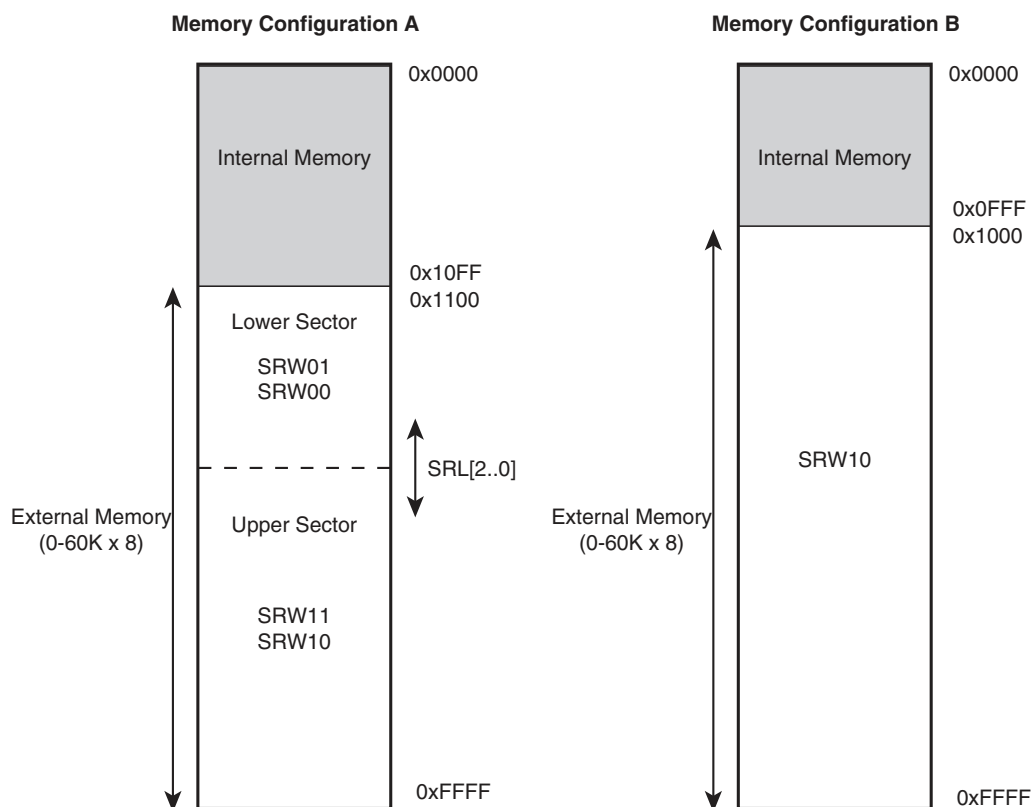 Memory Configuration A
0x0000
Internal Memory
0x10FF
0x1100
Lower Sector
SRW01
SRW00
SRL[2..0]
External Memory
(0-60K x 8)
Upper Sector
SRW11
SRW10
0xFFFF
Memory Configuration B
0x0000
Internal Memory
0x0FFF
0x1000
SRW10
External Memory
(0-60K x 8)
0xFFFF